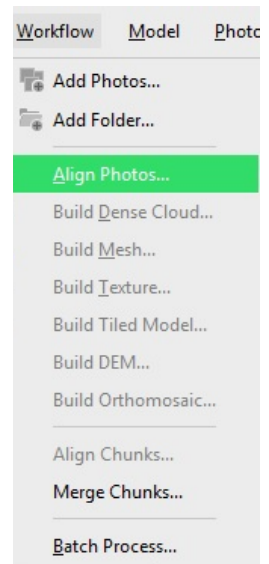 Workflow Model Photo
Add Photos...
Add Folder...
Align Photos...
Build Dense Cloud...
Build Mesh...
Build Texture...
Build Tiled Model...
Build DEM...
Build Orthomosaic...
Align Chunks...
Merge Chunks...
Batch Process...